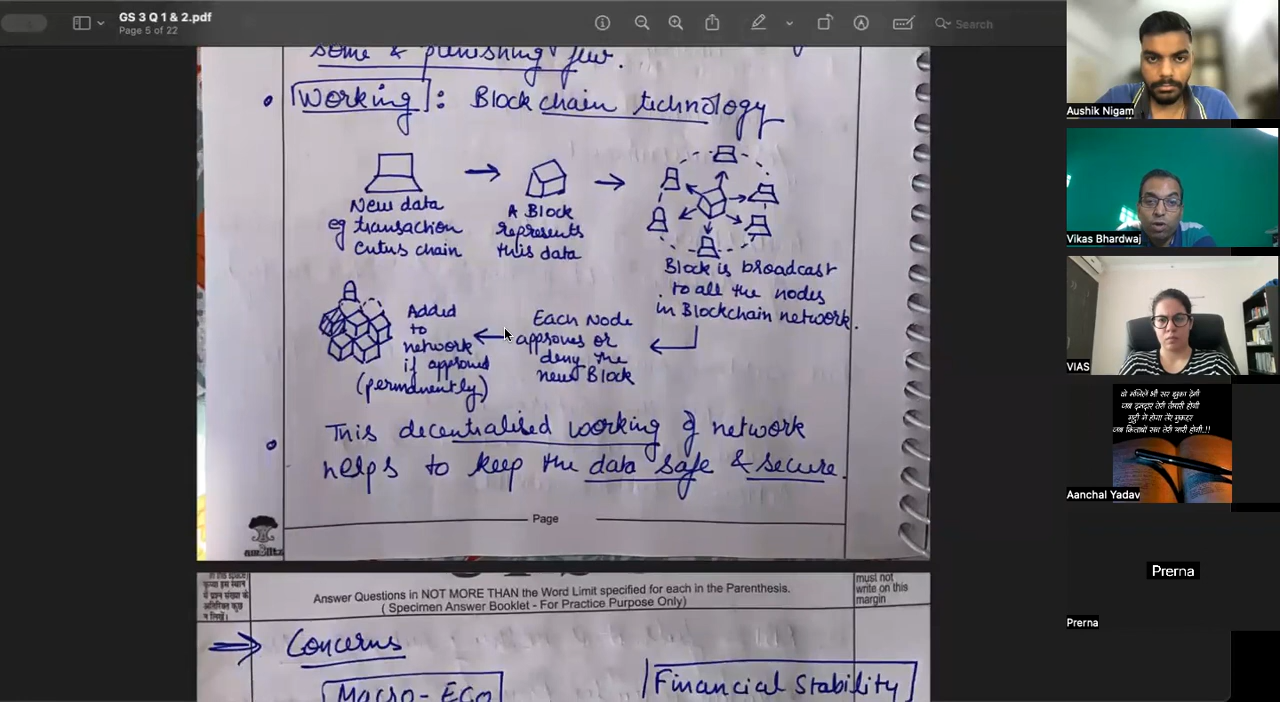 GS 3 Q 1 & 2.pdf
Page 5 of 22
Search
some & punishing few.
Working : Blockchain technology
New data
eg transaction
enters chain
A Block
represents
this data
Block is broadcast
to all the nodes
in Blockchain network.
Each Node
approves or
deny the
new Block
Added
to
network
if approved
(permanently)
This decentralised working of network
helps to keep the data safe & secure.
Page
must not
write on this
margin
Answer Questions in NOT MORE THAN the Word Limit specified for each in the Parenthesis.
( Specimen Answer Booklet - For Practice Purpose Only)
Concerns
Macro-ECO
Financial Stability
Aushik Nigam
Vikas Bhardwaj
VIAS
Aanchal Yadav
Prerna
Prerna